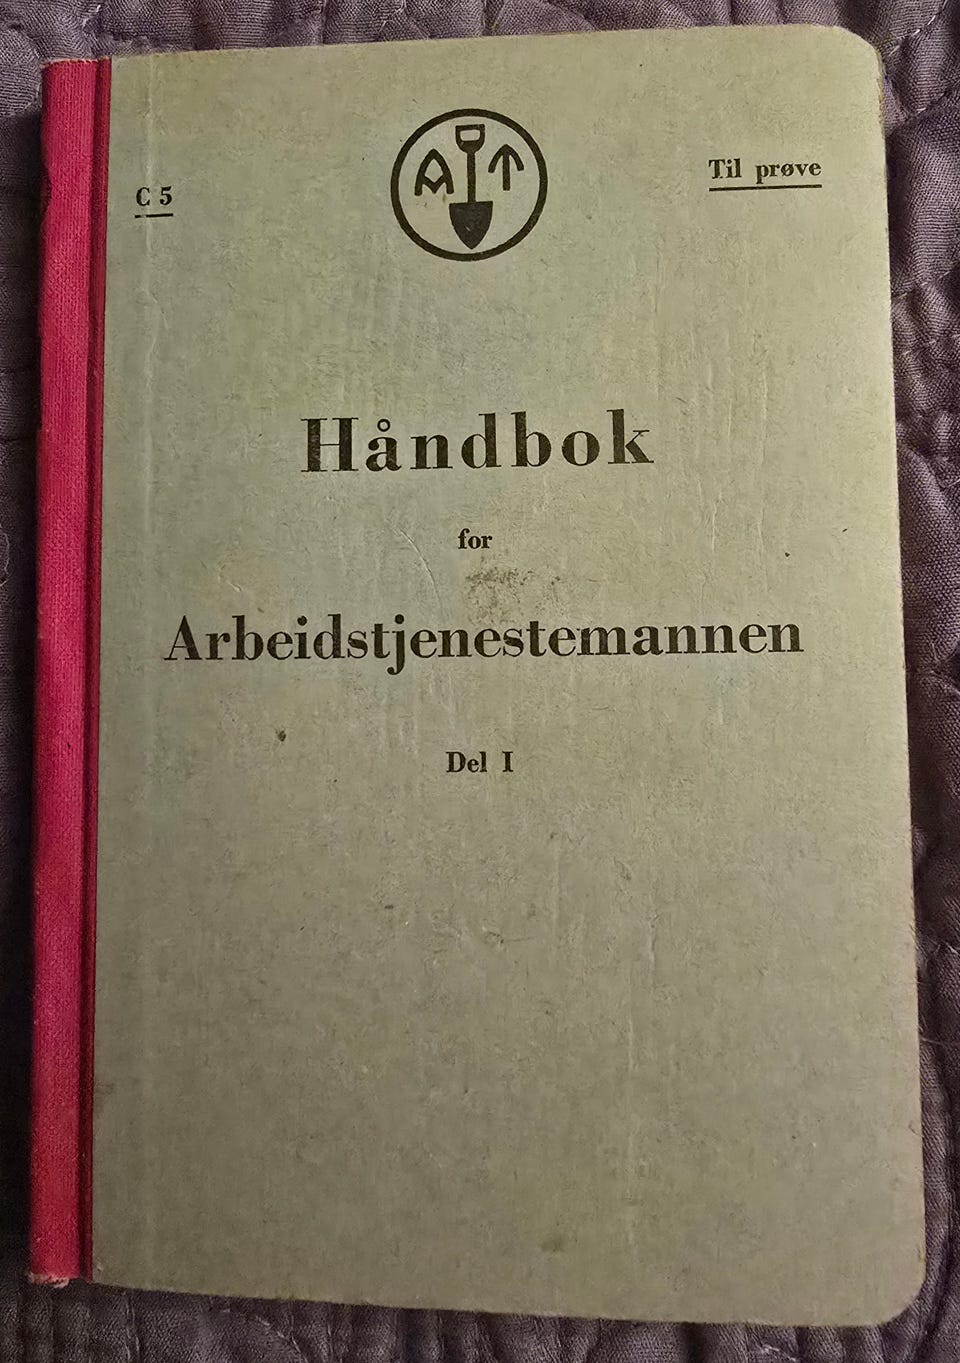 C 5
A T
Til prøve
Håndbok
for
Arbeidstjenestemannen
Del I